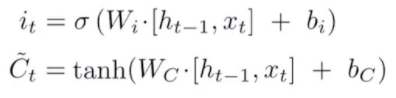 i_t = σ (W_i·[h_{t−1}, x_t] + b_i)
C̃_t = tanh(W_C·[h_{t−1}, x_t] + b_C)